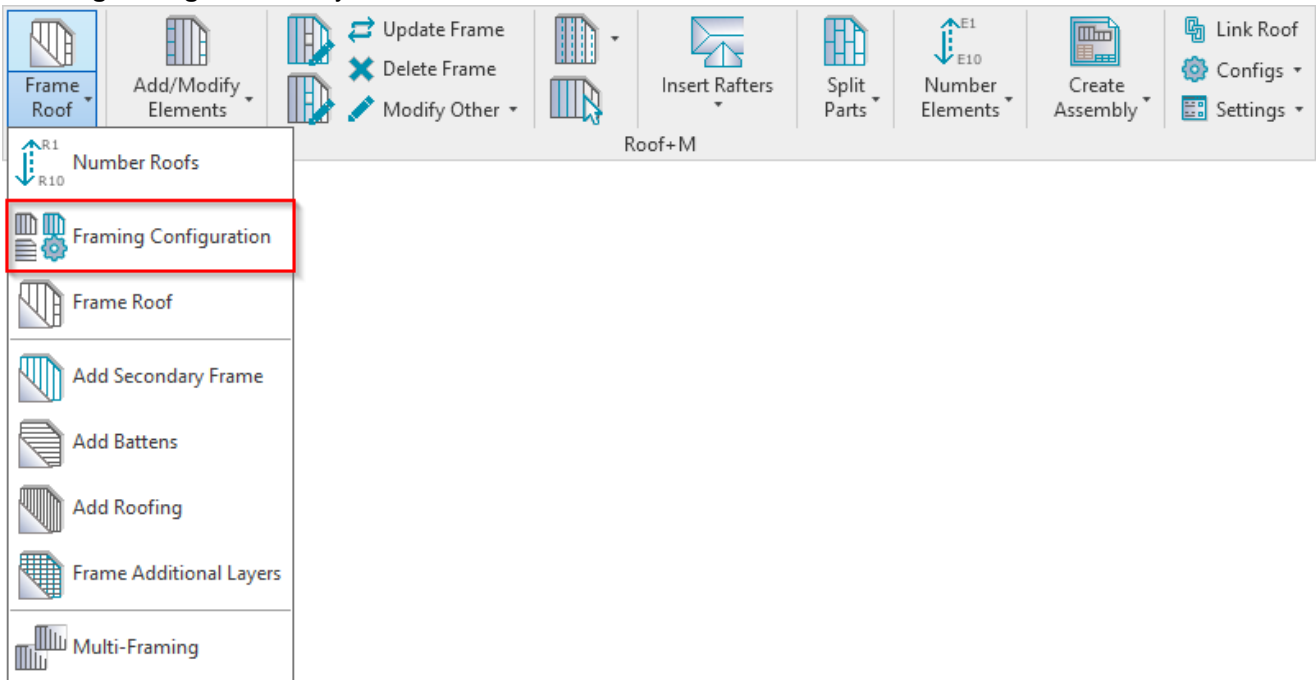 Update Frame
Link Roof
E1
E10
Delete Frame
Configs
Frame
Roof
Add/Modify
Elements
Modify Other
Insert Rafters
Split
Parts
Number
Elements
Create
Assembly
Settings
Roof+M
R1
R10
Number Roofs
Framing Configuration
Frame Roof
Add Secondary Frame
Add Battens
Add Roofing
Frame Additional Layers
Multi-Framing